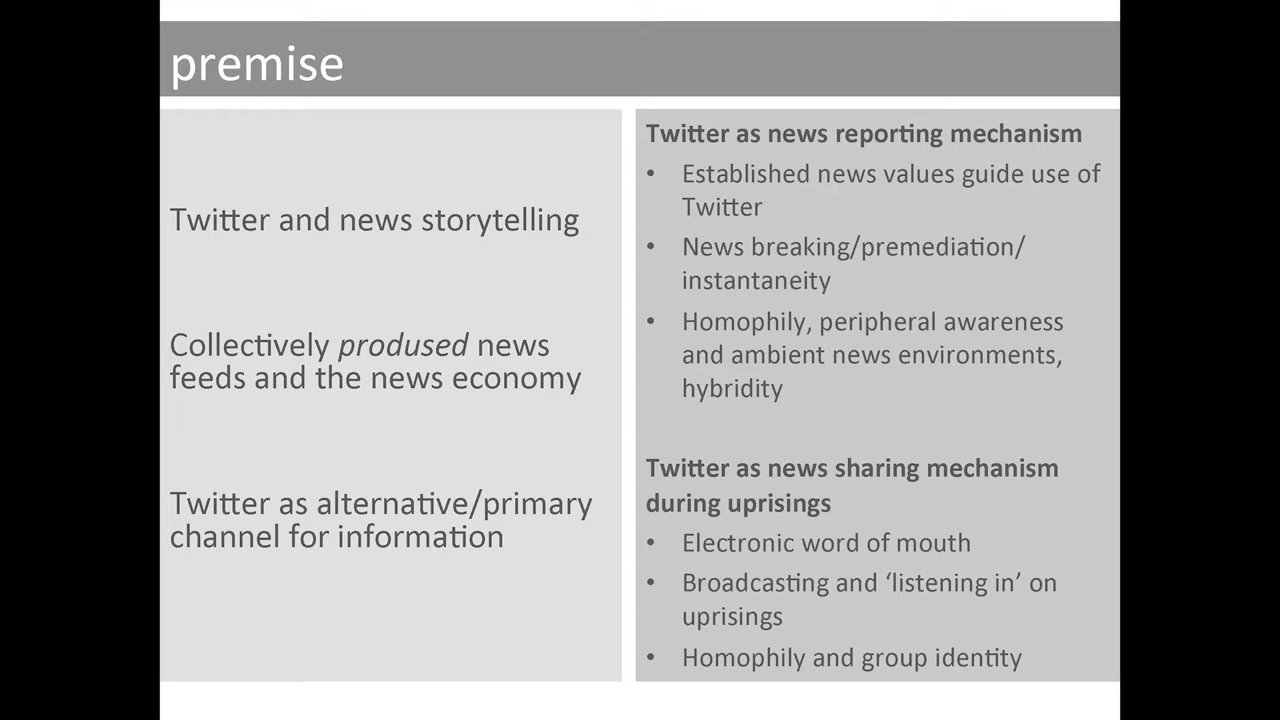 premise
Twitter and news storytelling
Collectively prodused news
feeds and the news economy
Twitter as alternative/primary
channel for information
Twitter as news reporting mechanism
• Established news values guide use of
Twitter
• News breaking/premediation/
instantaneity
• Homophily, peripheral awareness
and ambient news environments,
hybridity
Twitter as news sharing mechanism
during uprisings
• Electronic word of mouth
• Broadcasting and ‘listening in’ on
uprisings
• Homophily and group identity